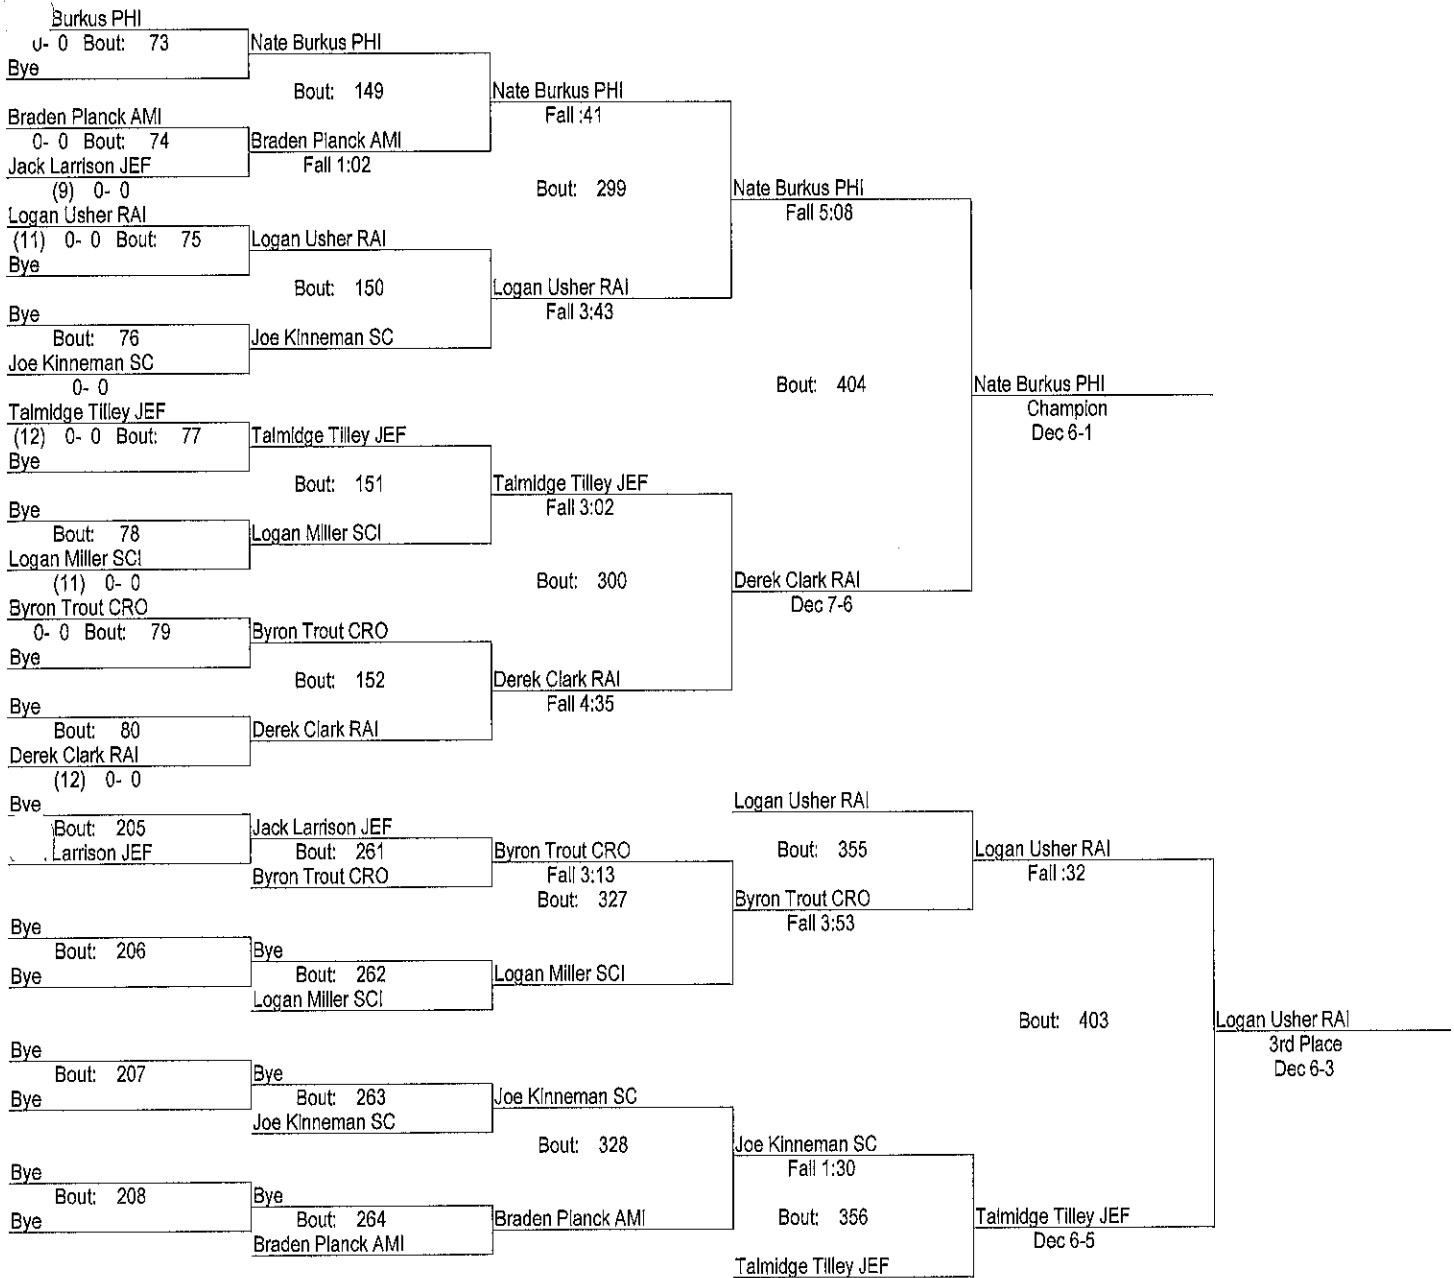 Burkus PHI
0- 0 Bout: 73
Bye
Braden Planck AMI
0- 0 Bout: 74
Jack Larrison JEF
(9) 0- 0
Logan Usher RAI
(11) 0- 0 Bout: 75
Bye
Bye
Bout: 76
Joe Kinneman SC
0- 0
Talmidge Tilley JEF
(12) 0- 0 Bout: 77
Bye
Bye
Bout: 78
Logan Miller SCI
(11) 0- 0
Byron Trout CRO
0- 0 Bout: 79
Bye
Bye
Bout: 80
Derek Clark RAI
(12) 0- 0
Nate Burkus PHI
Bout: 149
Braden Planck AMI
Fall 1:02
Logan Usher RAI
Bout: 150
Joe Kinneman SC
Talmidge Tilley JEF
Bout: 151
Logan Miller SCI
Byron Trout CRO
Bout: 152
Derek Clark RAI
Nate Burkus PHI
Fall :41
Bout: 299
Logan Usher RAI
Fall 3:43
Talmidge Tilley JEF
Fall 3:02
Bout: 300
Derek Clark RAI
Fall 4:35
Nate Burkus PHI
Fall 5:08
Bout: 404
Derek Clark RAI
Dec 7-6
Nate Burkus PHI
Champion
Dec 6-1
Bye
Bout: 205
Larrison JEF
Bye
Bout: 206
Bye
Bye
Bout: 207
Bye
Bye
Bout: 208
Bye
Jack Larrison JEF
Bout: 261
Byron Trout CRO
Bye
Bout: 262
Logan Miller SCI
Bye
Bout: 263
Joe Kinneman SC
Bye
Bout: 264
Braden Planck AMI
Byron Trout CRO
Fall 3:13
Bout: 327
Logan Miller SCI
Joe Kinneman SC
Bout: 328
Braden Planck AMI
Logan Usher RAI
Bout: 355
Byron Trout CRO
Fall 3:53
Joe Kinneman SC
Fall 1:30
Bout: 356
Talmidge Tilley JEF
Logan Usher RAI
Fall :32
Bout: 403
Talmidge Tilley JEF
Dec 6-5
Logan Usher RAI
3rd Place
Dec 6-3